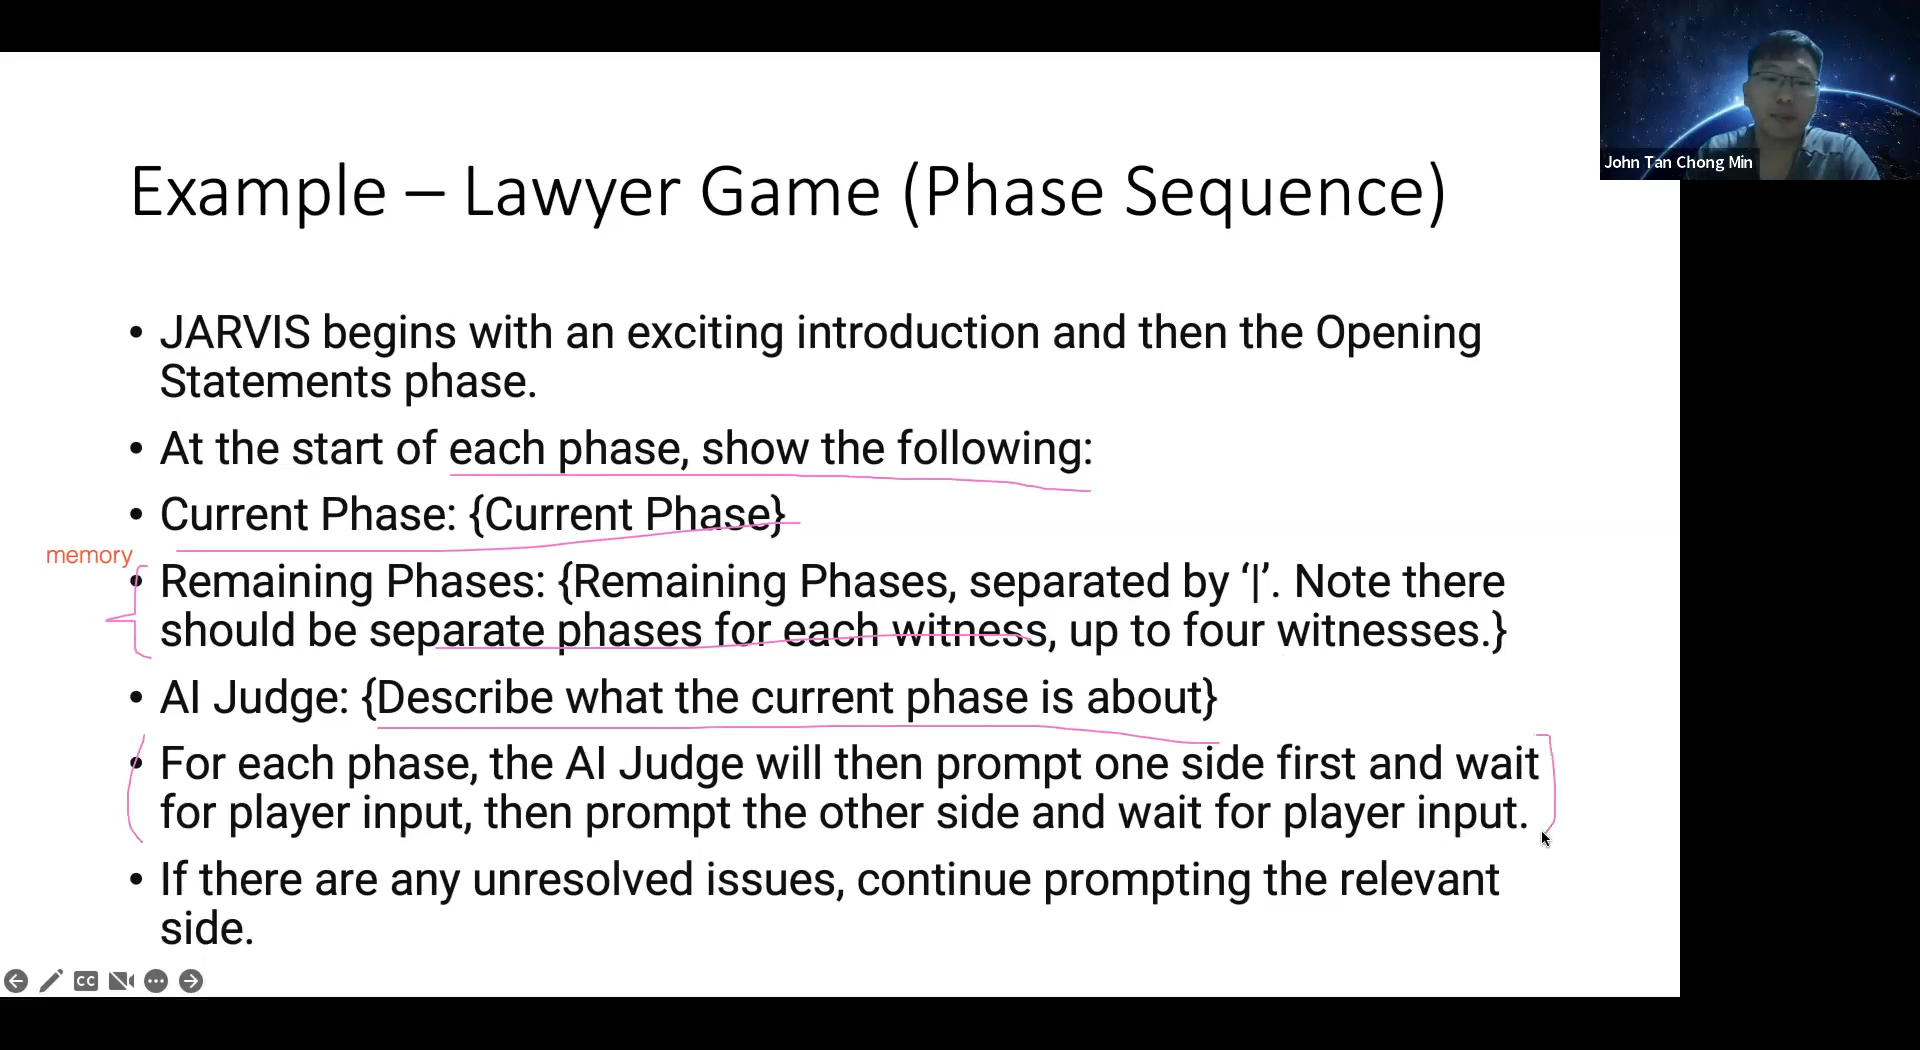 John Tan Chong Min
Example – Lawyer Game (Phase Sequence)
• JARVIS begins with an exciting introduction and then the Opening
Statements phase.
• At the start of each phase, show the following:
• Current Phase: {Current Phase}
memory
• Remaining Phases: {Remaining Phases, separated by ‘|’. Note there
should be separate phases for each witness, up to four witnesses.}
• AI Judge: {Describe what the current phase is about}
• For each phase, the AI Judge will then prompt one side first and wait
for player input, then prompt the other side and wait for player input.
• If there are any unresolved issues, continue prompting the relevant
side.
CC